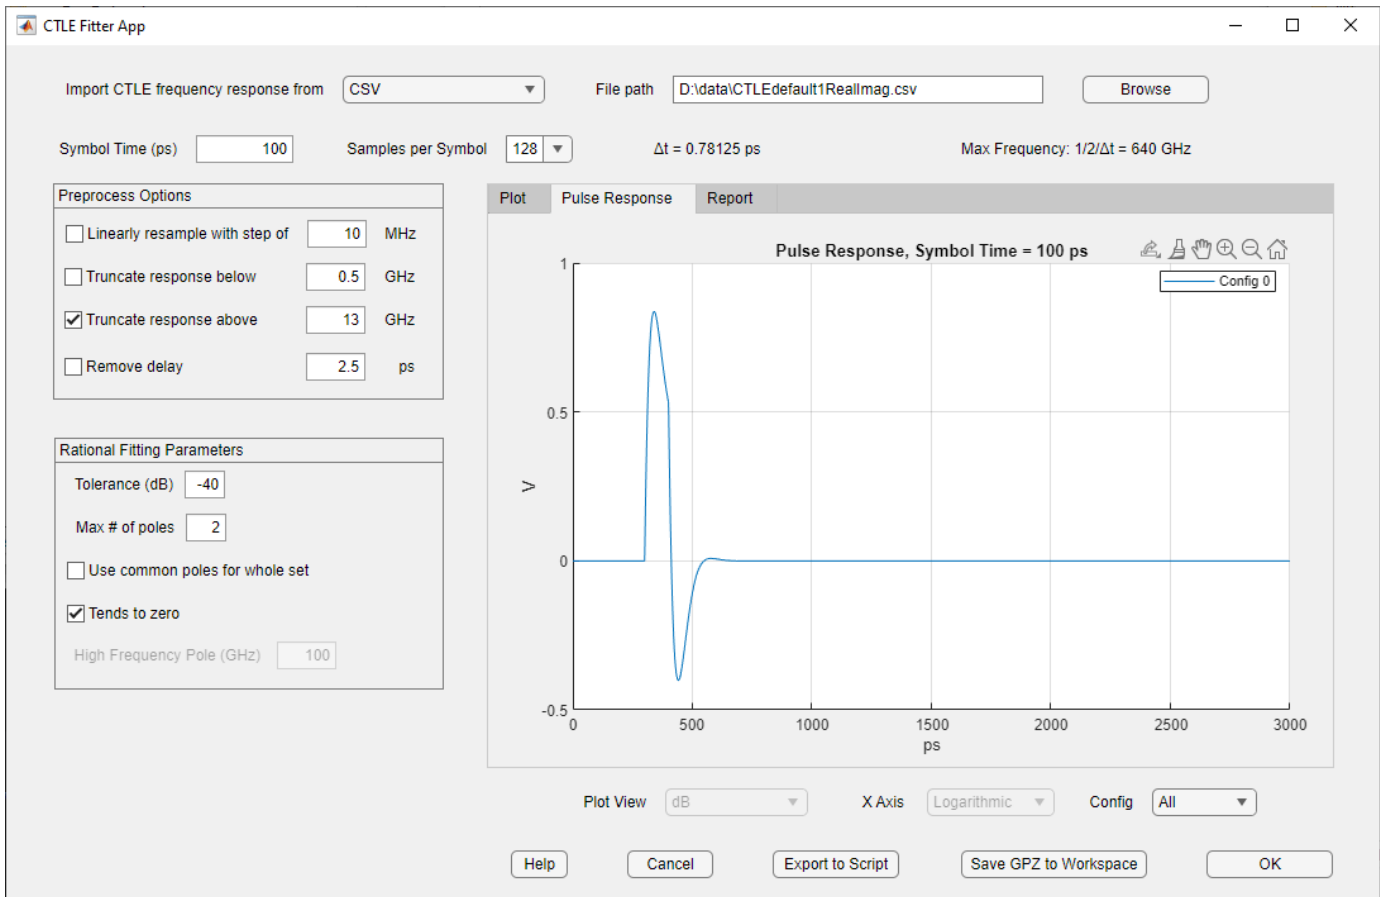 CTLE Fitter App
Import CTLE frequency response from CSV File path D:\data\CTLEdefault1RealImag.csv Browse
Symbol Time (ps) 100 Samples per Symbol 128 Δt = 0.78125 ps Max Frequency: 1/2/Δt = 640 GHz
Preprocess Options
Linearly resample with step of 10 MHz
Truncate response below 0.5 GHz
Truncate response above 13 GHz
Remove delay 2.5 ps
Rational Fitting Parameters
Tolerance (dB) -40
Max # of poles 2
Use common poles for whole set
Tends to zero
High Frequency Pole (GHz) 100
Plot Pulse Response Report
Pulse Response, Symbol Time = 100 ps
Config 0
1
0.5
0
-0.5
V
0 500 1000 1500 2000 2500 3000
ps
Plot View dB X Axis Logarithmic Config All
Help Cancel Export to Script Save GPZ to Workspace OK